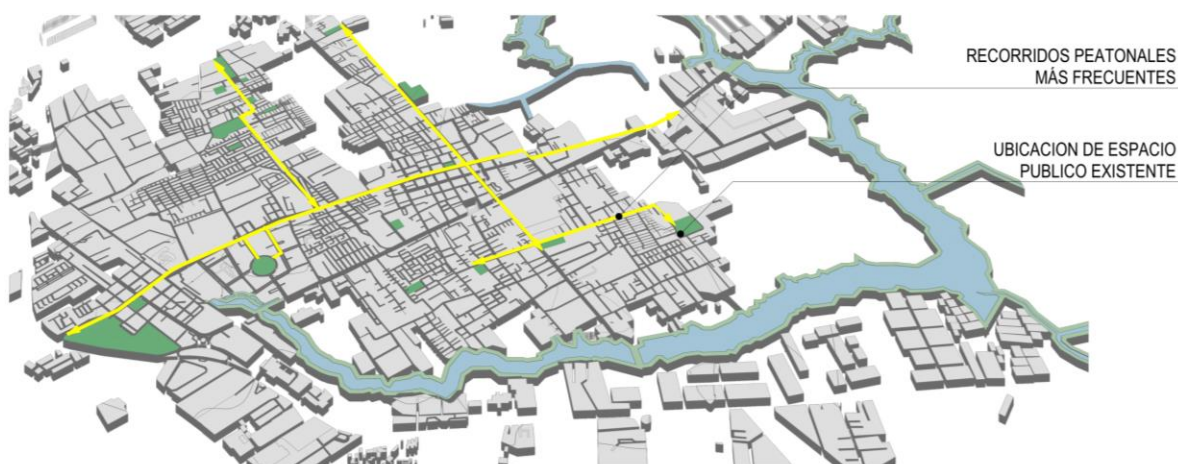 RECORRIDOS PEATONALES
MÁS FRECUENTES
UBICACION DE ESPACIO
PUBLICO EXISTENTE